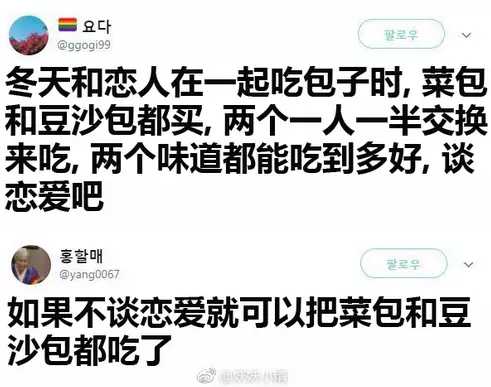 요다
팔로우
@ggogi99
冬天和恋人在一起吃包子时, 菜包
和豆沙包都买, 两个一人一半交换
来吃, 两个味道都能吃到多好, 谈
恋爱吧
홍할매
팔로우
@yang0067
如果不谈恋爱就可以把菜包和豆
沙包都吃了